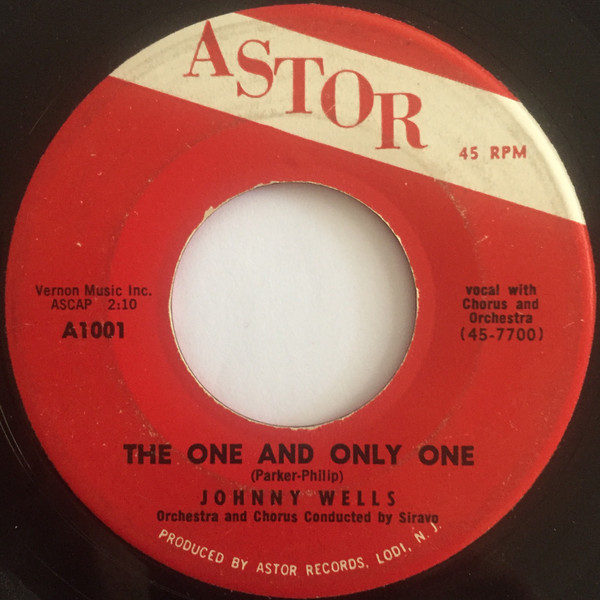 ASTOR
45 RPM
Vernon Music Inc.
ASCAP 2:10
A1001
vocal with
Chorus and
Orchestra
(45-7700)
THE ONE AND ONLY ONE
(Parker-Philip)
JOHNNY WELLS
Orchestra and Chorus Conducted by Siravo
PRODUCED BY ASTOR RECORDS, LODI, N. J.